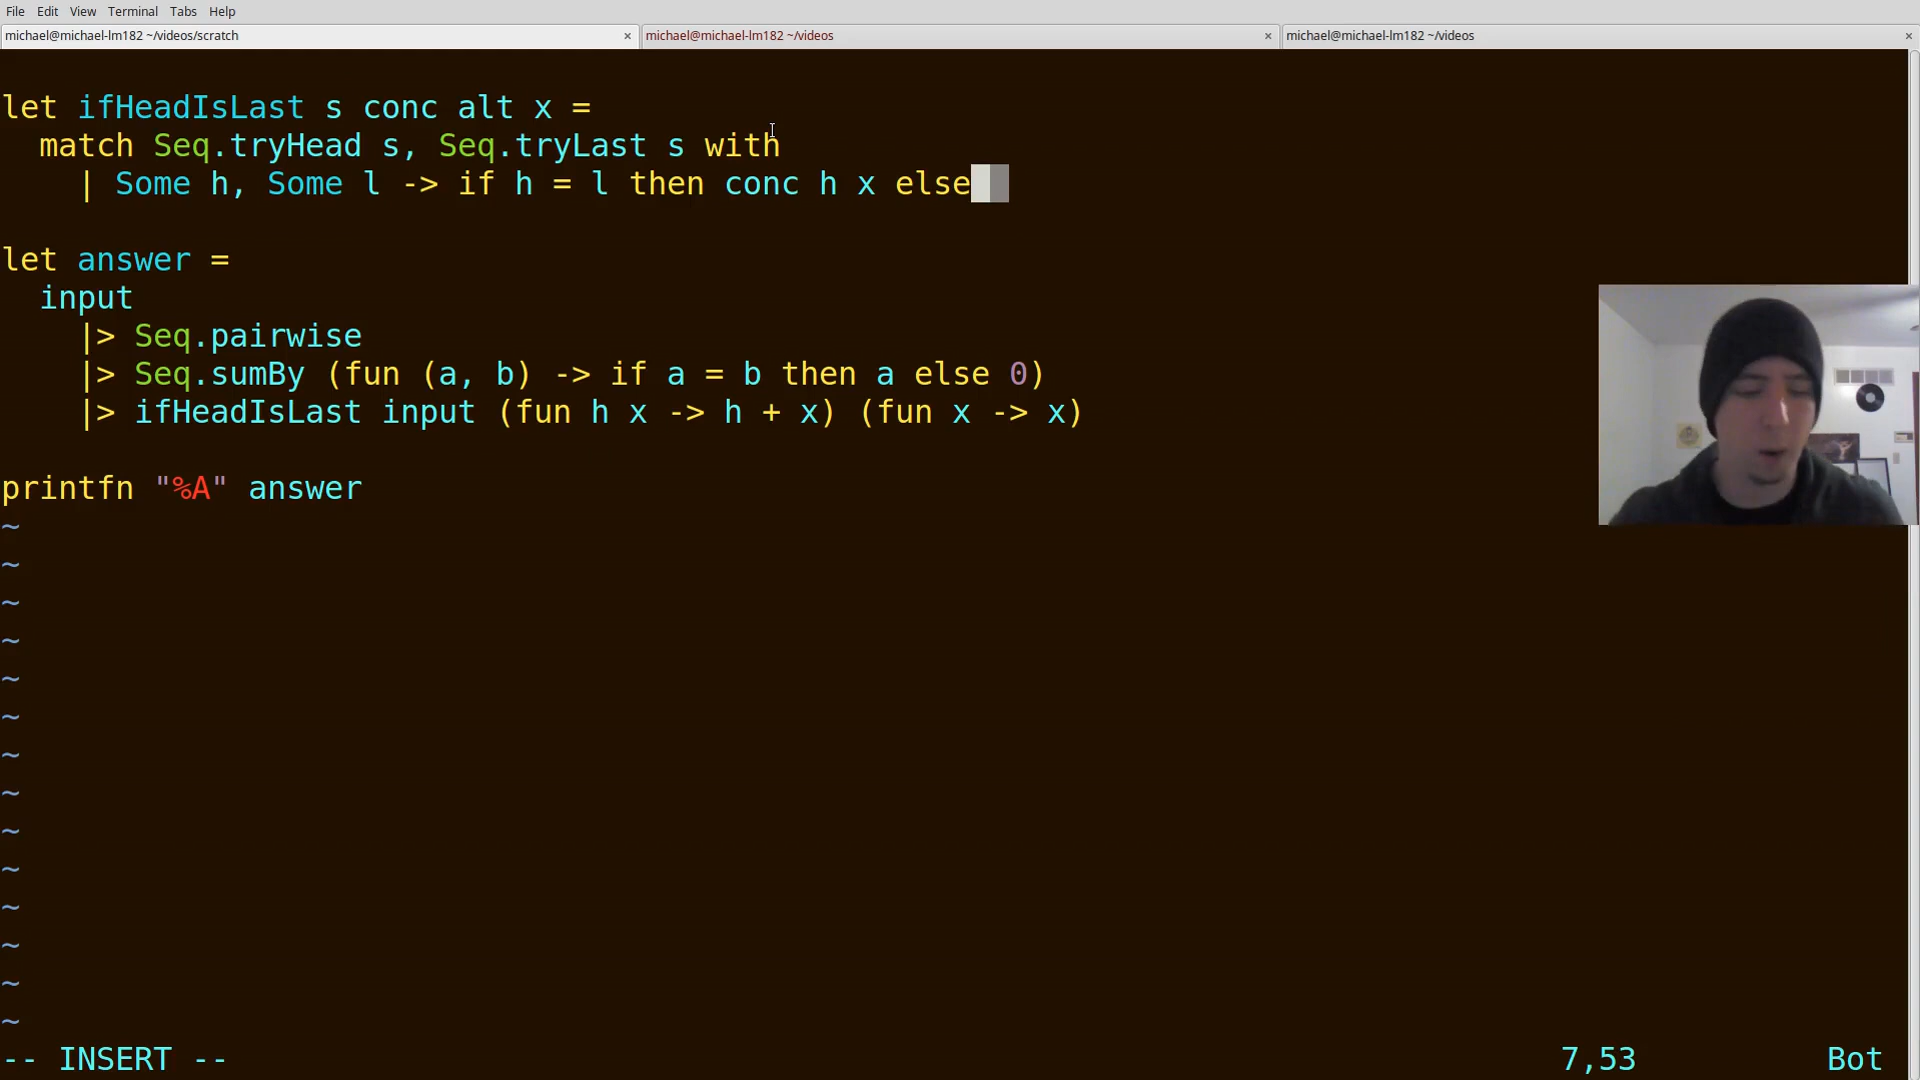 File Edit View Terminal Tabs Help
michael@michael-lm182 ~/videos/scratch × michael@michael-lm182 ~/videos × michael@michael-lm182 ~/videos ×
let ifHeadIsLast s conc alt x =
  match Seq.tryHead s, Seq.tryLast s with
    | Some h, Some l -> if h = l then conc h x else
let answer =
  input
    |> Seq.pairwise
    |> Seq.sumBy (fun (a, b) -> if a = b then a else 0)
    |> ifHeadIsLast input (fun h x -> h + x) (fun x -> x)
printfn "%A" answer
~
~
~
~
~
~
~
~
~
~
~
~
~
~
-- INSERT -- 7,53 Bot